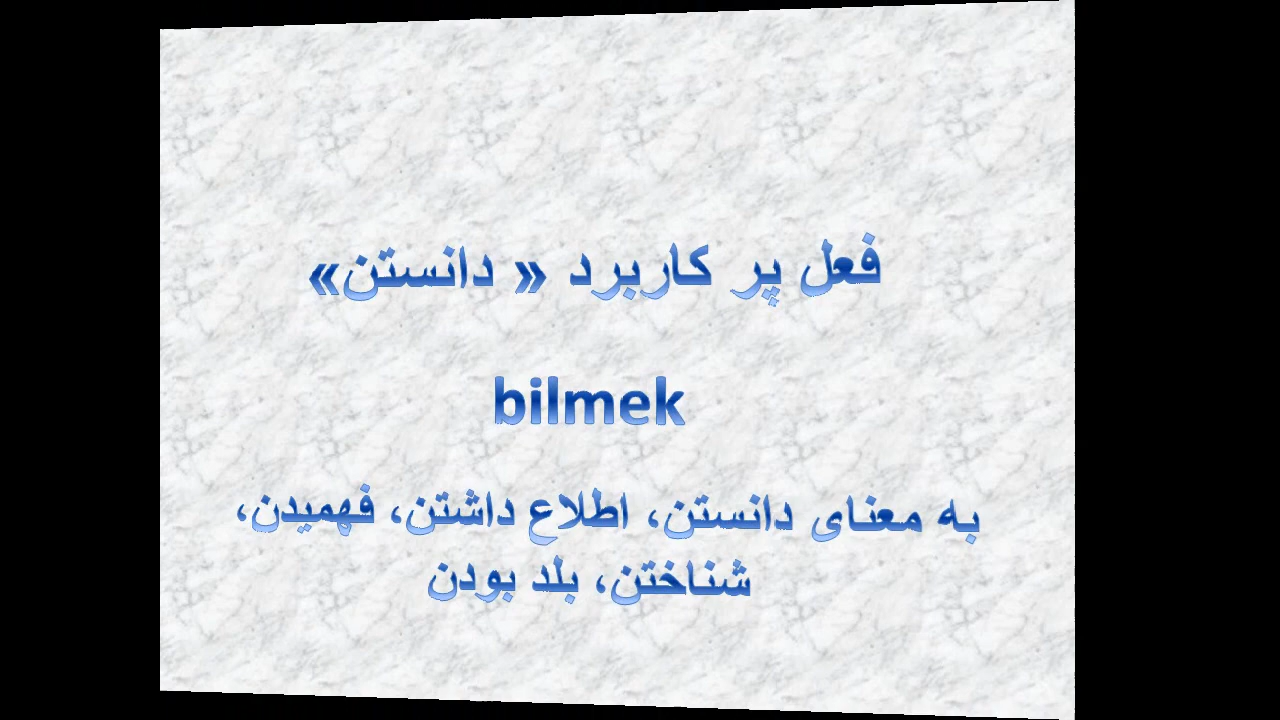 فعل پر کاربرد « دانستن»
bilmek
به معنای دانستن، اطلاع داشتن، فهمیدن،
شناختن، بلد بودن